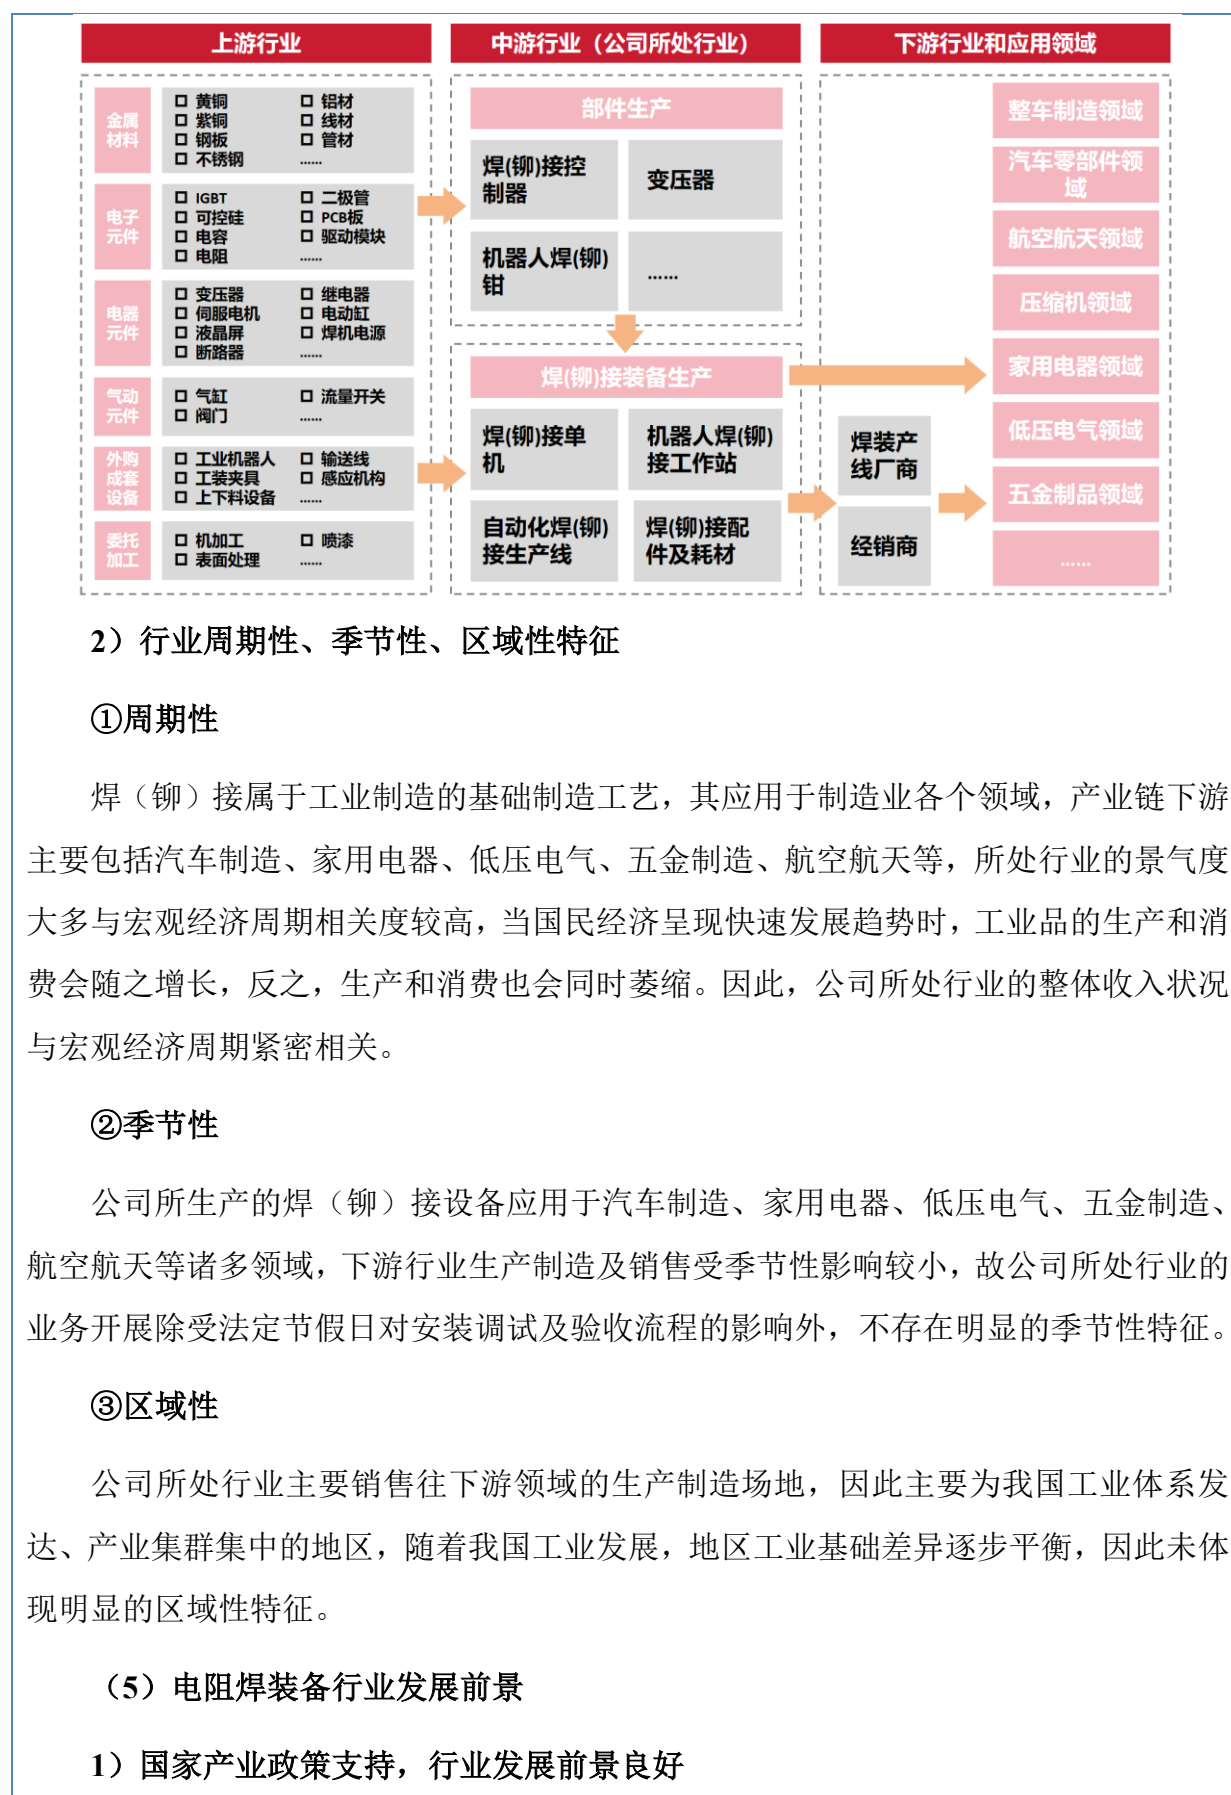 上游行业
中游行业（公司所处行业）
下游行业和应用领域
金属
材料
黄铜
铝材
紫铜
线材
钢板
管材
不锈钢
……
电子
元件
IGBT
二极管
可控硅
PCB板
电容
驱动模块
电阻
……
电器
元件
变压器
继电器
伺服电机
电动缸
液晶屏
焊机电源
断路器
……
气动
元件
气缸
流量开关
阀门
……
外购
成套
设备
工业机器人
输送线
工装夹具
感应机构
上下料设备
……
委托
加工
机加工
喷漆
表面处理
……
部件生产
焊(铆)接控
制器
变压器
机器人焊(铆)
钳
……
焊(铆)接装备生产
焊(铆)接单
机
机器人焊(铆)
接工作站
自动化焊(铆)
接生产线
焊(铆)接配
件及耗材
焊装产
线厂商
经销商
整车制造领域
汽车零部件领
域
航空航天领域
压缩机领域
家用电器领域
低压电气领域
五金制品领域
……
2）行业周期性、季节性、区域性特征
①周期性
焊（铆）接属于工业制造的基础制造工艺，其应用于制造业各个领域，产业链下游
主要包括汽车制造、家用电器、低压电气、五金制造、航空航天等，所处行业的景气度
大多与宏观经济周期相关度较高，当国民经济呈现快速发展趋势时，工业品的生产和消
费会随之增长，反之，生产和消费也会同时萎缩。因此，公司所处行业的整体收入状况
与宏观经济周期紧密相关。
②季节性
公司所生产的焊（铆）接设备应用于汽车制造、家用电器、低压电气、五金制造、
航空航天等诸多领域，下游行业生产制造及销售受季节性影响较小，故公司所处行业的
业务开展除受法定节假日对安装调试及验收流程的影响外，不存在明显的季节性特征。
③区域性
公司所处行业主要销售往下游领域的生产制造场地，因此主要为我国工业体系发
达、产业集群集中的地区，随着我国工业发展，地区工业基础差异逐步平衡，因此未体
现明显的区域性特征。
（5）电阻焊装备行业发展前景
1）国家产业政策支持，行业发展前景良好